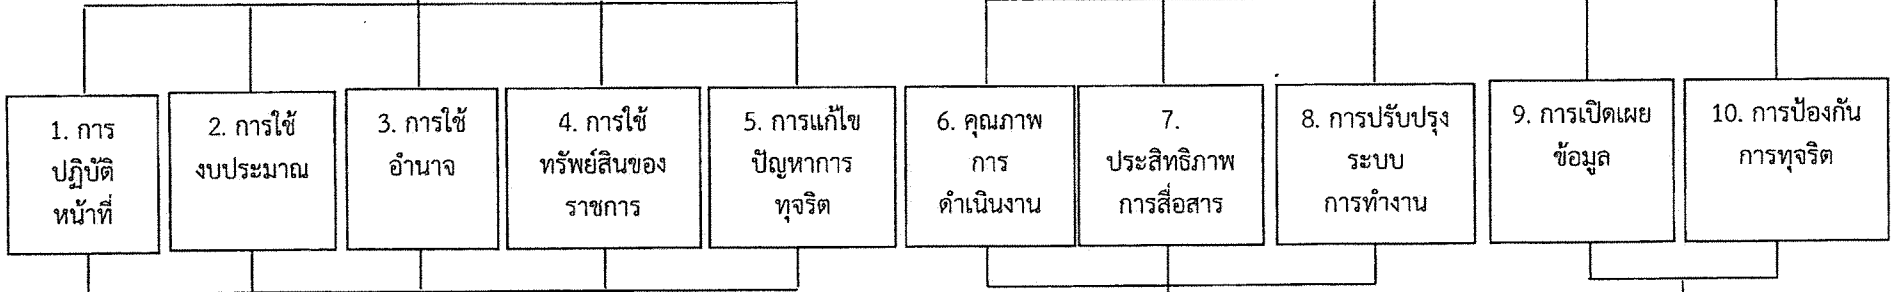 1. การ
ปฏิบัติ
หน้าที่
2. การใช้
งบประมาณ
3. การใช้
อำนาจ
4. การใช้
ทรัพย์สินของ
ราชการ
5. การแก้ไข
ปัญหาการ
ทุจริต
6. คุณภาพ
การ
ดำเนินงาน
7.
ประสิทธิภาพ
การสื่อสาร
8. การปรับปรุง
ระบบ
การทำงาน
9. การเปิดเผย
ข้อมูล
10. การป้องกัน
การทุจริต